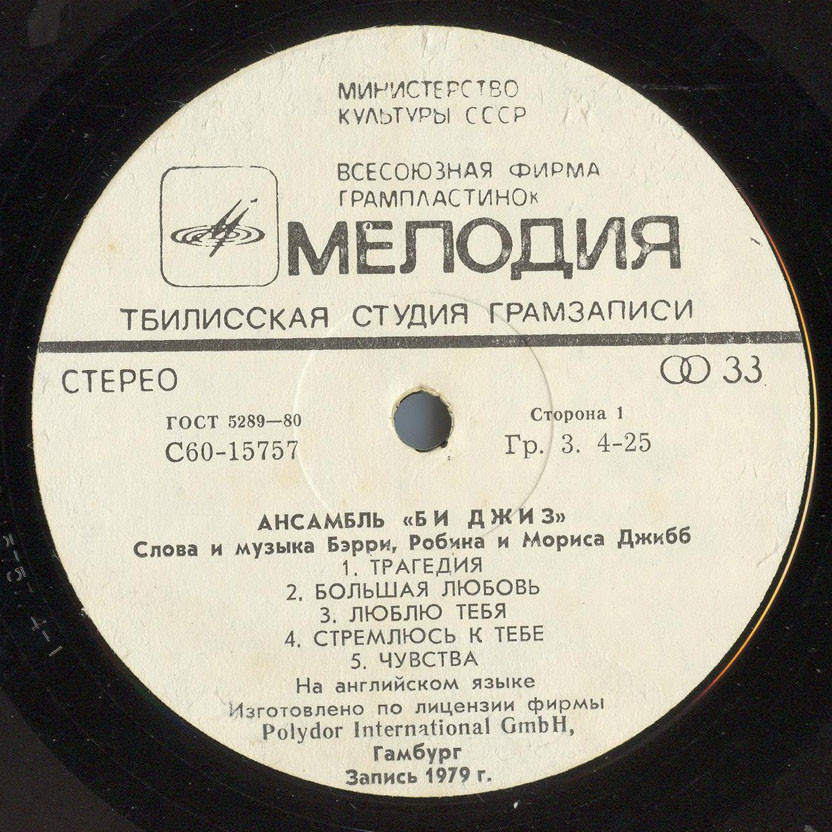 МИНИСТЕРСТВО
КУЛЬТУРЫ СССР
ВСЕСОЮЗНАЯ ФИРМА
ГРАМПЛАСТИНОК
МЕЛОДИЯ
ТБИЛИССКАЯ СТУДИЯ ГРАМЗАПИСИ
СТЕРЕО
33
ГОСТ 5289—80
С60-15757
Сторона 1
Гр. 3. 4-25
АНСАМБЛЬ «БИ ДЖИЗ»
Слова и музыка Бэрри, Робина и Мориса Джибб
1. ТРАГЕДИЯ
2. БОЛЬШАЯ ЛЮБОВЬ
3. ЛЮБЛЮ ТЕБЯ
4. СТРЕМЛЮСЬ К ТЕБЕ
5. ЧУВСТВА
На английском языке
Изготовлено по лицензии фирмы
Polydor International GmbH,
Гамбург
Запись 1979 г.